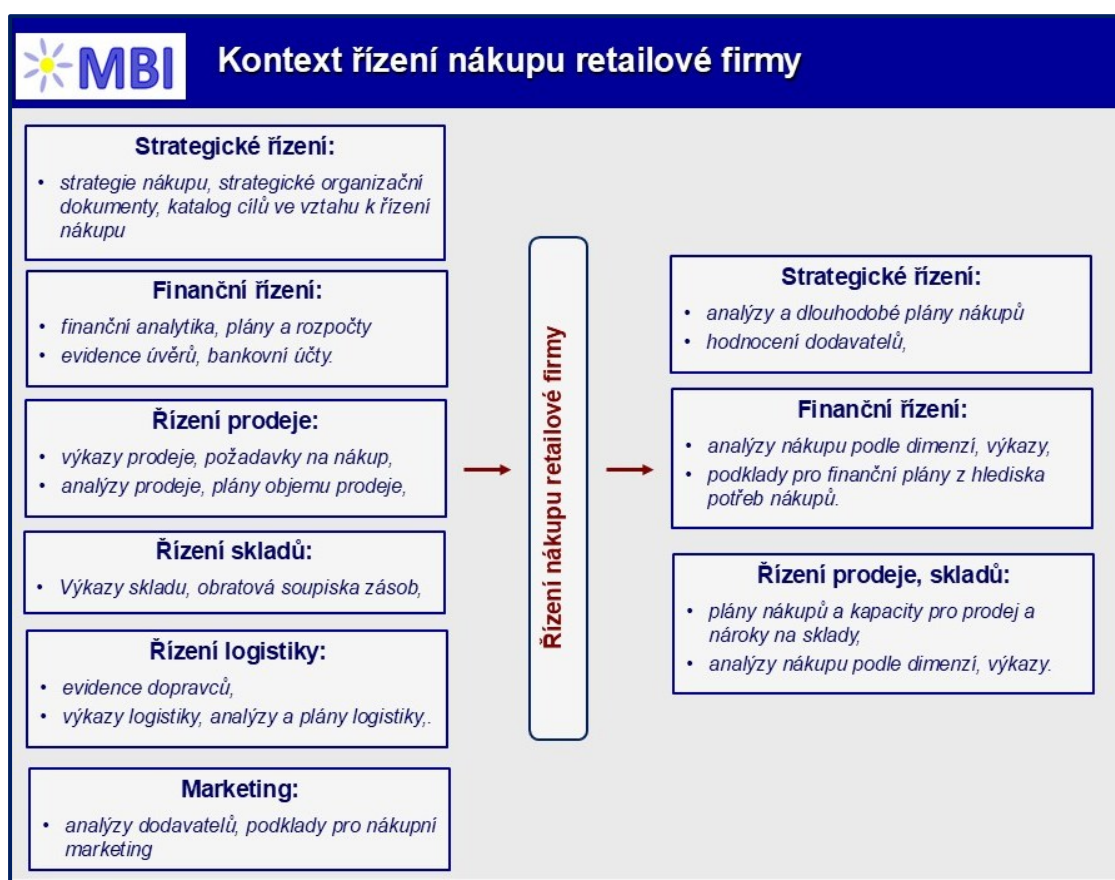 MBI
Kontext řízení nákupu retailové firmy
Strategické řízení:
• strategie nákupu, strategické organizační
dokumenty, katalog cílů ve vztahu k řízení
nákupu
Finanční řízení:
• finanční analytika, plány a rozpočty
• evidence úvěrů, bankovní účty.
Řízení prodeje:
• výkazy prodeje, požadavky na nákup,
• analýzy prodeje, plány objemu prodeje,
Řízení skladů:
• Výkazy skladu, obratová soupiska zásob,
Řízení logistiky:
• evidence dopravců,
• výkazy logistiky, analýzy a plány logistiky,.
Marketing:
• analýzy dodavatelů, podklady pro nákupní
marketing
Řízení nákupu retailové firmy
Strategické řízení:
• analýzy a dlouhodobé plány nákupů
• hodnocení dodavatelů,
Finanční řízení:
• analýzy nákupu podle dimenzí, výkazy,
• podklady pro finanční plány z hlediska
potřeb nákupů.
Řízení prodeje, skladů:
• plány nákupů a kapacity pro prodej a
nároky na sklady,
• analýzy nákupu podle dimenzí, výkazy.